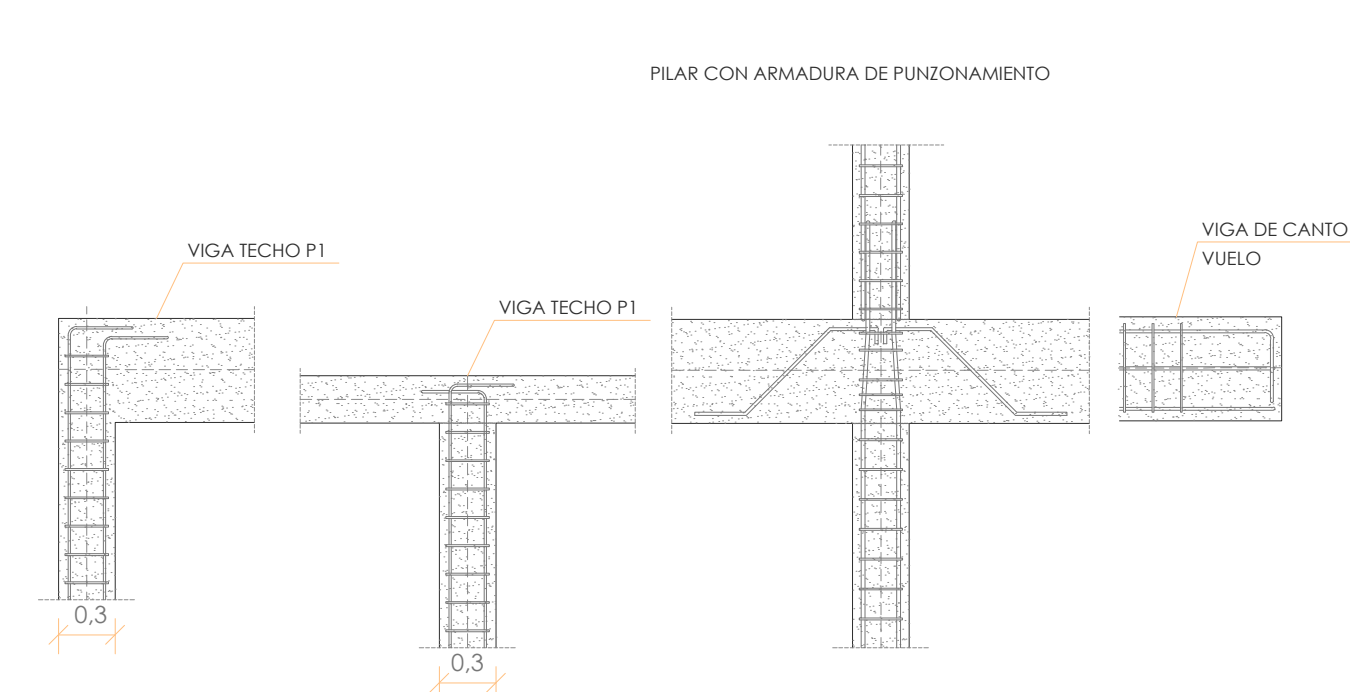 PILAR CON ARMADURA DE PUNZONAMIENTO
VIGA TECHO P1
VIGA TECHO P1
VIGA DE CANTO
VUELO
0,3
0,3